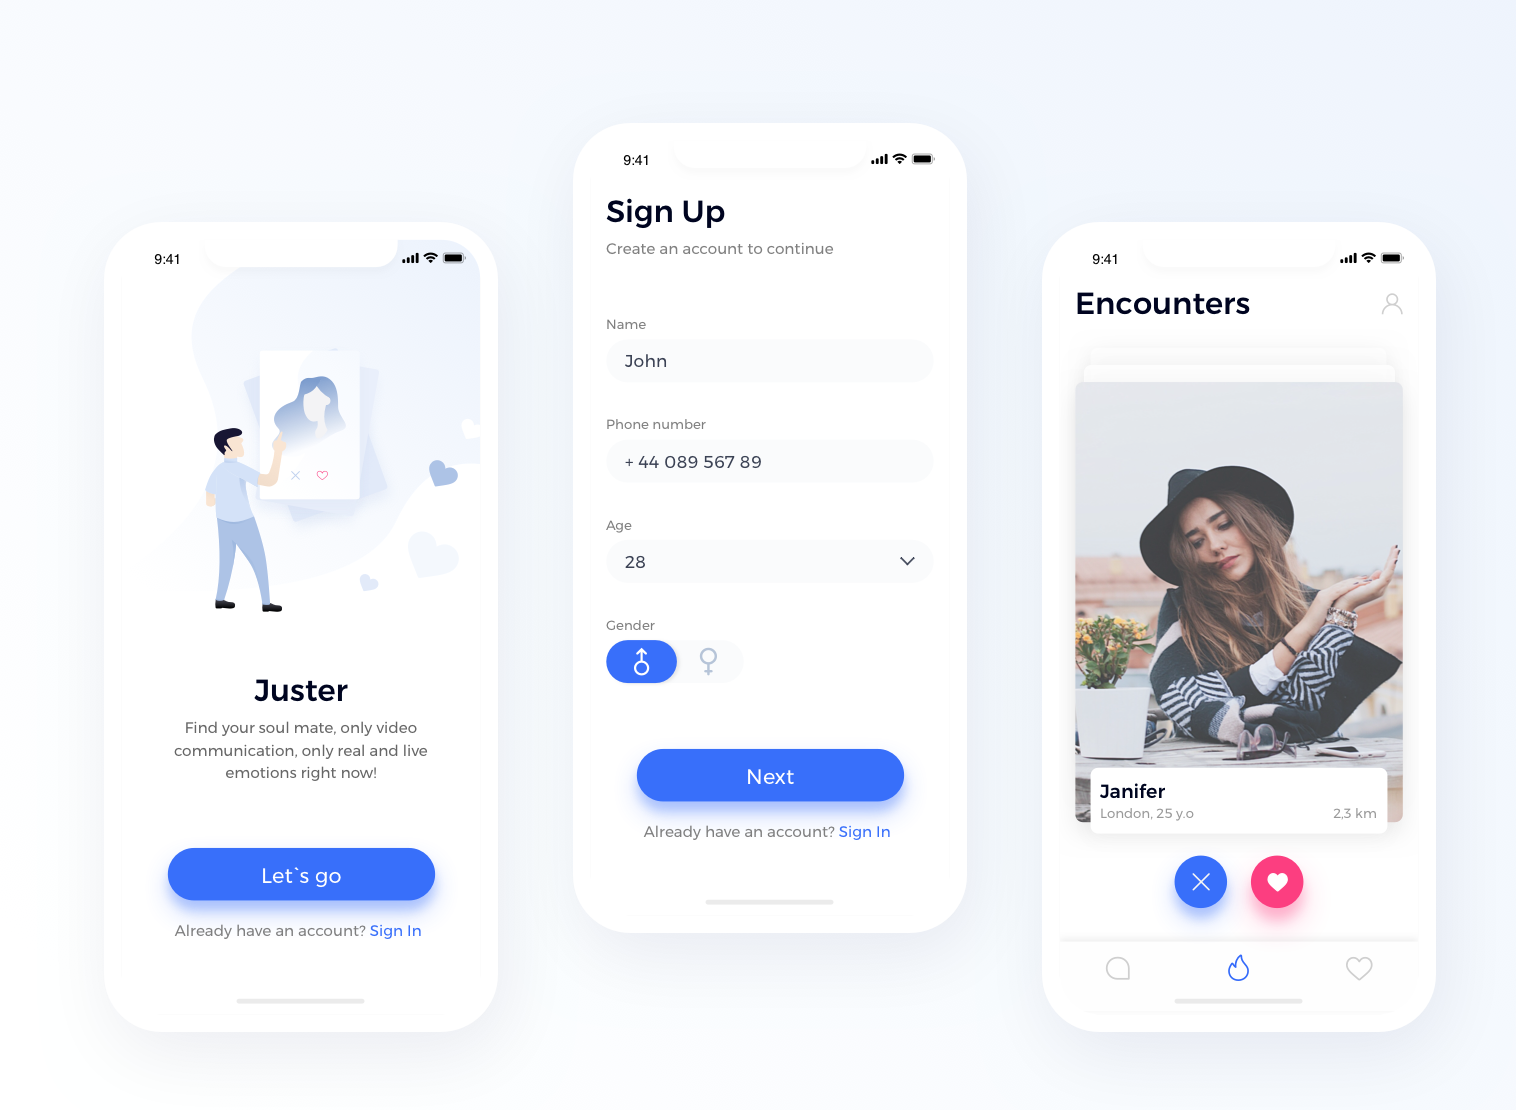 9:41
Juster
Find your soul mate, only video
communication, only real and live
emotions right now!
Let`s go
Already have an account? Sign In
9:41
Sign Up
Create an account to continue
Name
John
Phone number
+ 44 089 567 89
Age
28
Gender
Next
Already have an account? Sign In
9:41
Encounters
Janifer
London, 25 y.o
2,3 km